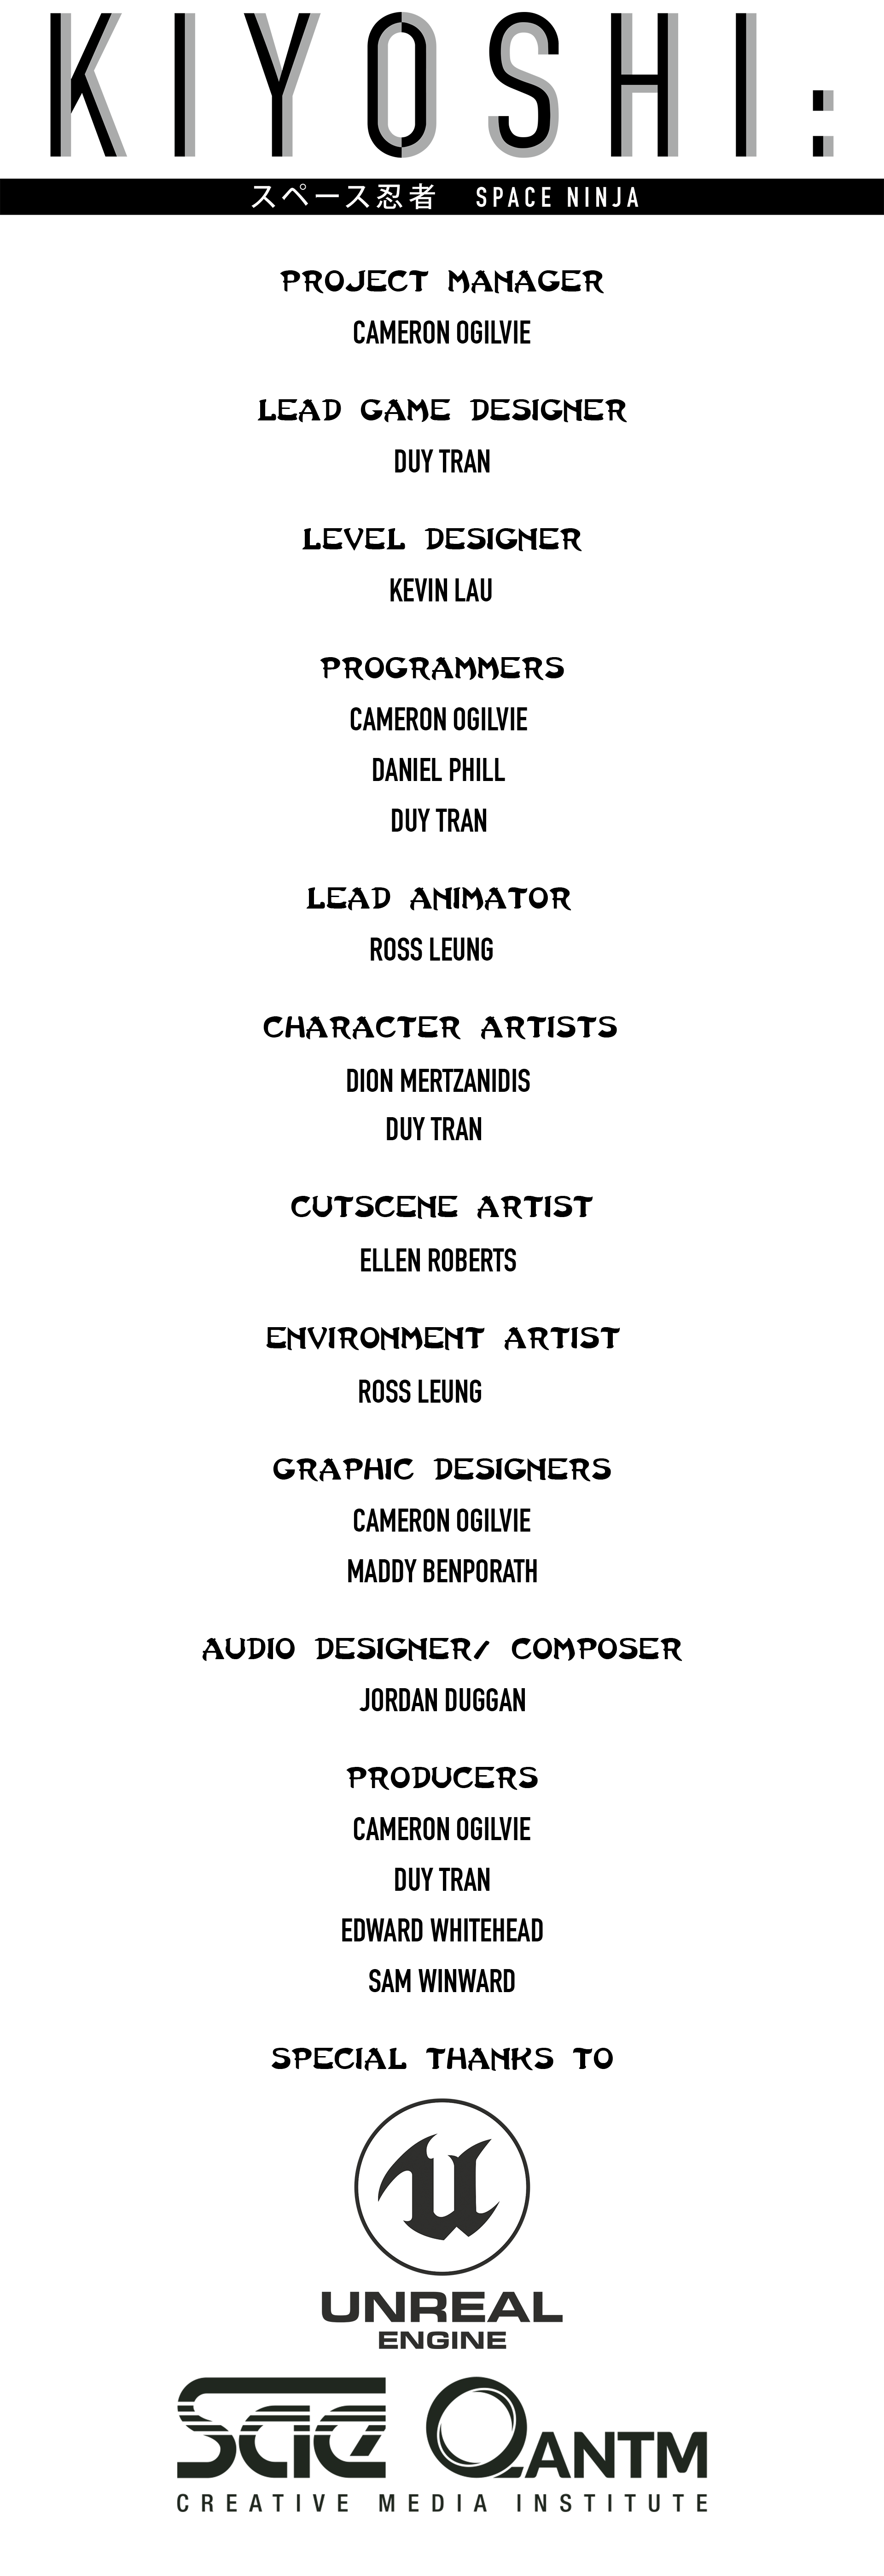 KIYOSHI:
スペース忍者 SPACE NINJA
PROJECT MANAGER
CAMERON OGILVIE
LEAD GAME DESIGNER
DUY TRAN
LEVEL DESIGNER
KEVIN LAU
PROGRAMMERS
CAMERON OGILVIE
DANIEL PHILL
DUY TRAN
LEAD ANIMATOR
ROSS LEUNG
CHARACTER ARTISTS
DION MERTZANIDIS
DUY TRAN
CUTSCENE ARTIST
ELLEN ROBERTS
ENVIRONMENT ARTIST
ROSS LEUNG
GRAPHIC DESIGNERS
CAMERON OGILVIE
MADDY BENPORATH
AUDIO DESIGNER/ COMPOSER
JORDAN DUGGAN
PRODUCERS
CAMERON OGILVIE
DUY TRAN
EDWARD WHITEHEAD
SAM WINWARD
SPECIAL THANKS TO
UNREAL
ENGINE
SAE QANTM
CREATIVE MEDIA INSTITUTE